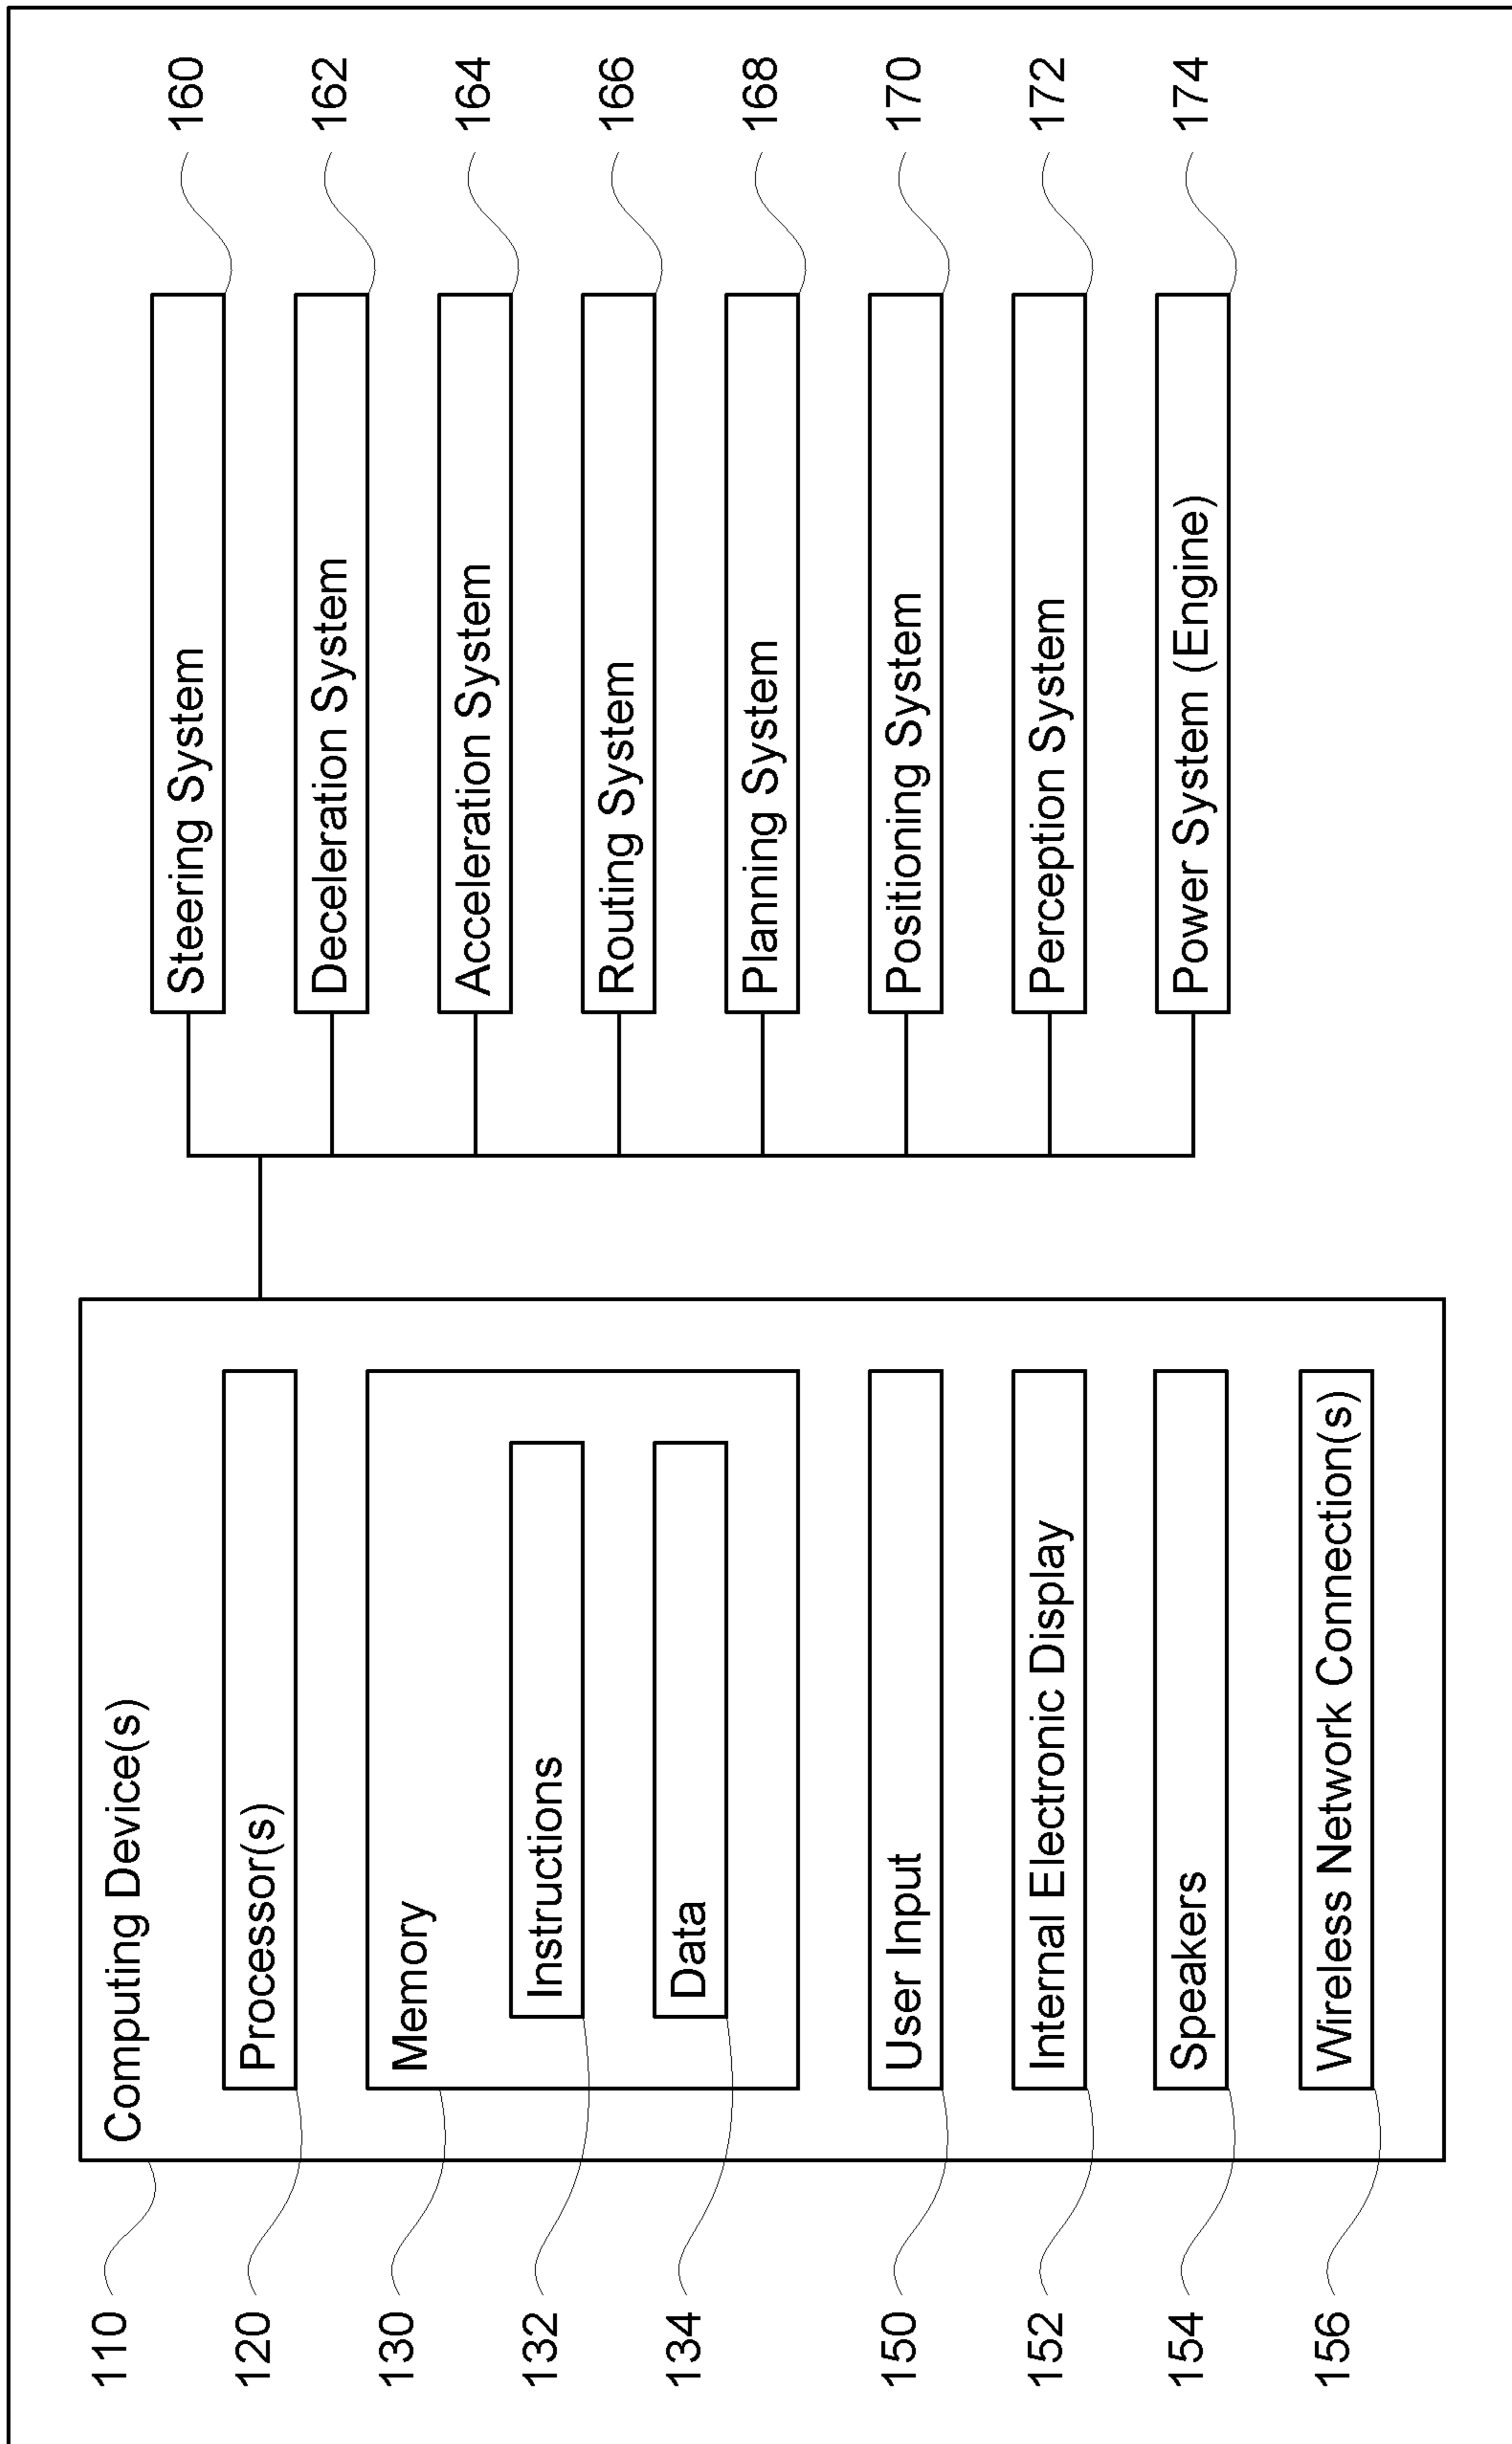 110
Computing Device(s)
120
Processor(s)
130
Memory
132
Instructions
134
Data
150
User Input
152
Internal Electronic Display
154
Speakers
156
Wireless Network Connection(s)
Steering System
160
Deceleration System
162
Acceleration System
164
Routing System
166
Planning System
168
Positioning System
170
Perception System
172
Power System (Engine)
174